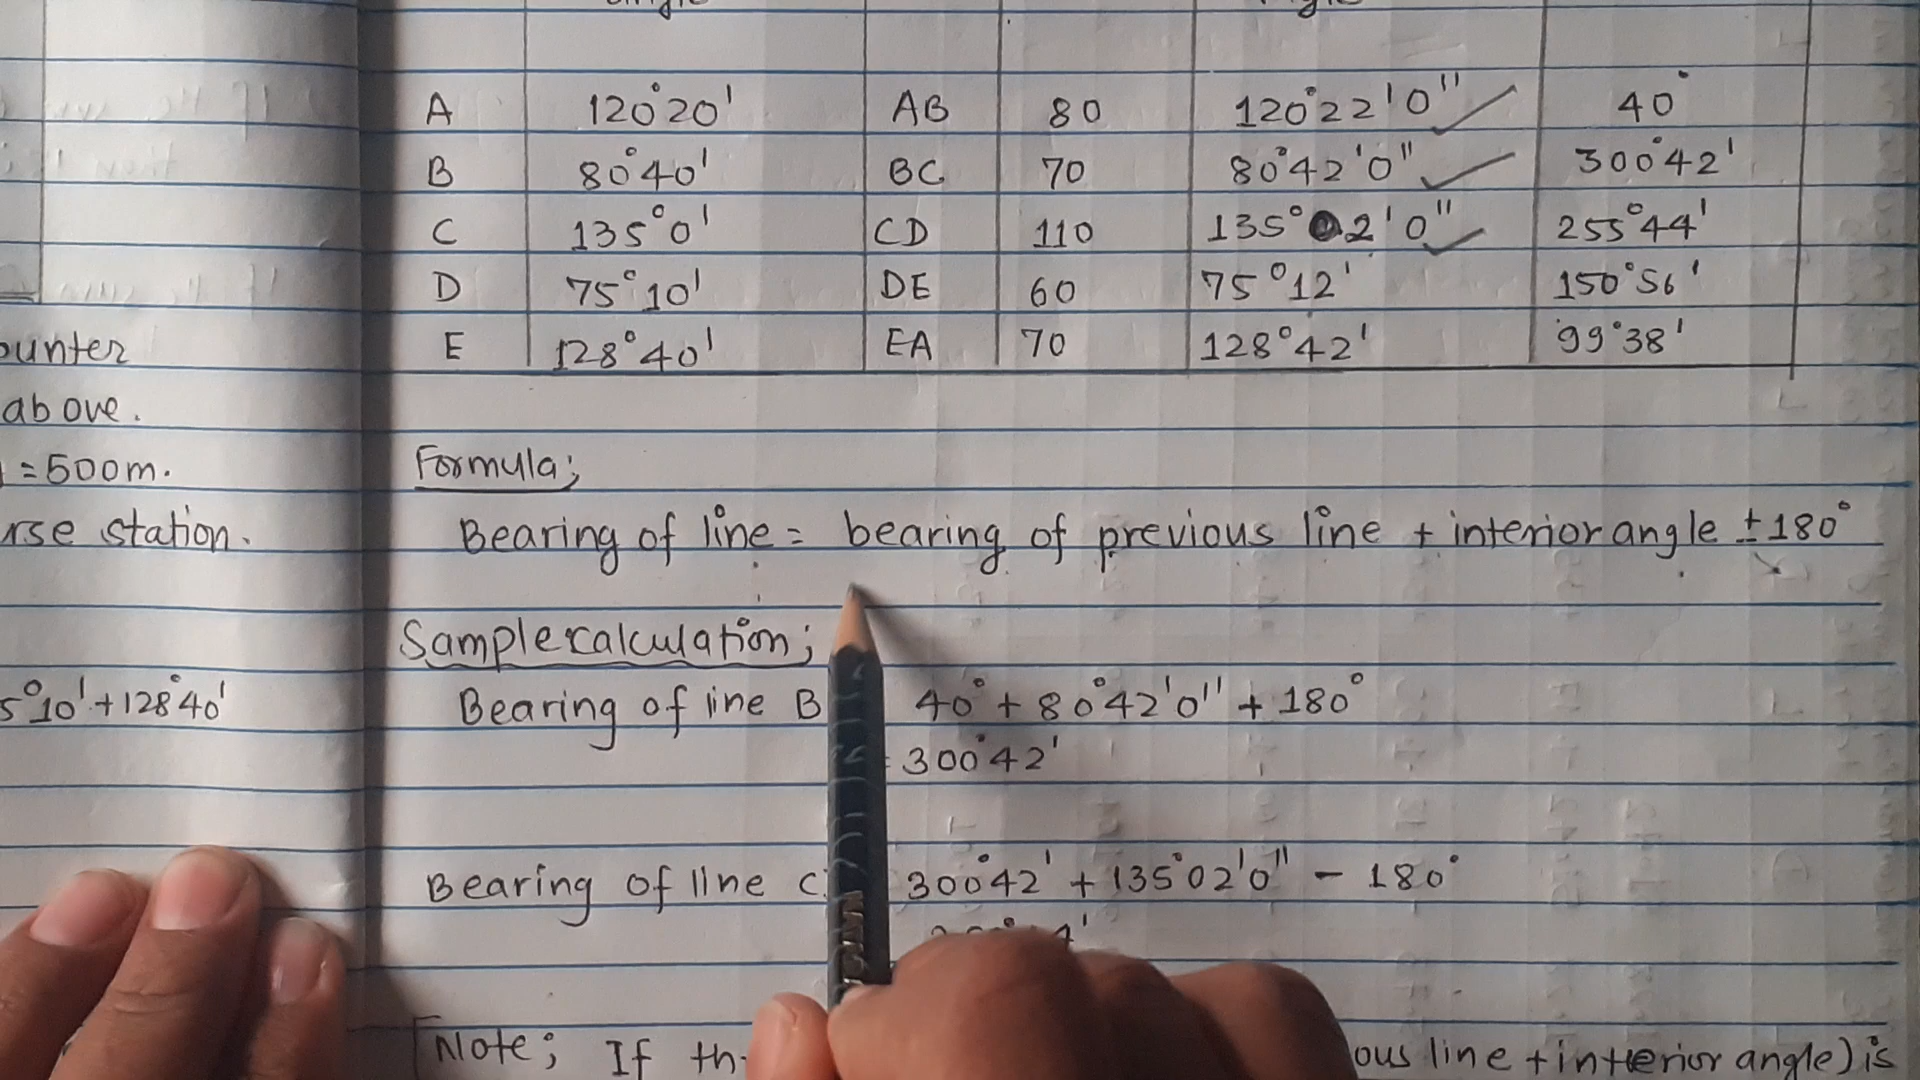 A 120°20' AB 80 120°22'0" 40°
B 80°40' BC 70 80°42'0" 300°42'
C 135°0' CD 110 135°02'0" 255°44'
D 75°10' DE 60 75°12' 150°56'
E 128°40' EA 70 128°42' 99°38'
ounter
above.
=500m.
rse station.
5°10'+128°40'
Formula;
Bearing of line = bearing of previous line + interior angle ± 180°
Sample calculation;
Bearing of line B 40° + 80°42'0" + 180°
300°42'
Bearing of line C 300°42' + 135°02'0" - 180°
Note; If th
ous line + interior angle) is